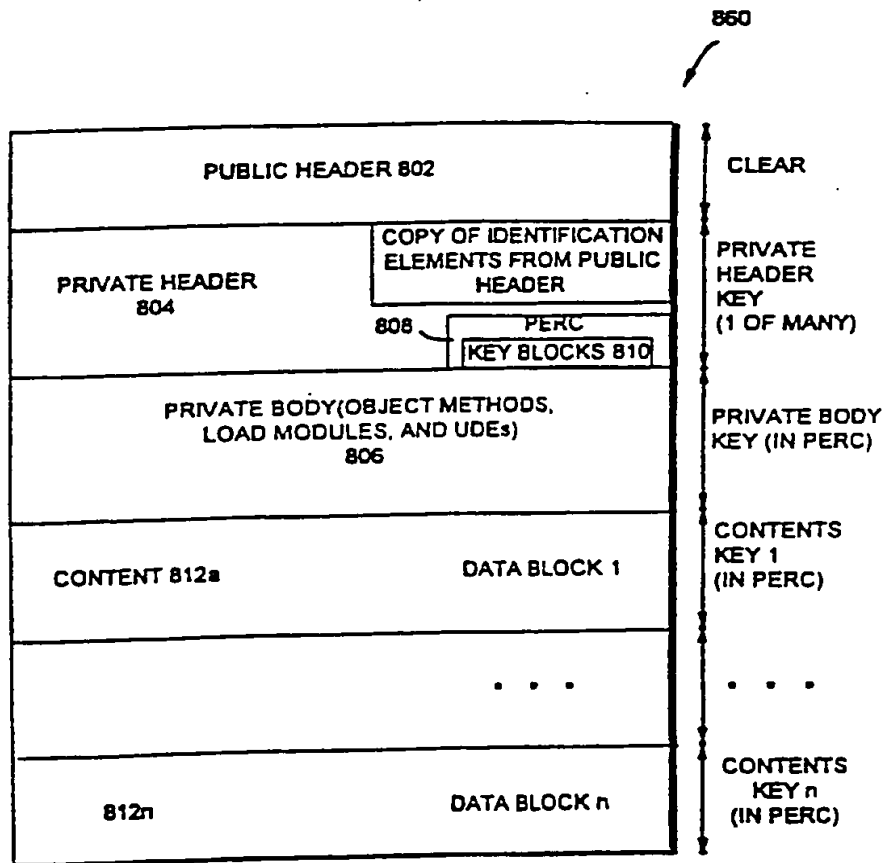 860
PUBLIC HEADER 802
CLEAR
COPY OF IDENTIFICATION
ELEMENTS FROM PUBLIC
HEADER
PRIVATE HEADER
804
808
PERC
KEY BLOCKS 810
PRIVATE
HEADER
KEY
(1 OF MANY)
PRIVATE BODY(OBJECT METHODS,
LOAD MODULES, AND UDEs)
806
PRIVATE BODY
KEY (IN PERC)
CONTENT 812a DATA BLOCK 1
CONTENTS
KEY 1
(IN PERC)
. . . . . .
812n DATA BLOCK n
CONTENTS
KEY n
(IN PERC)